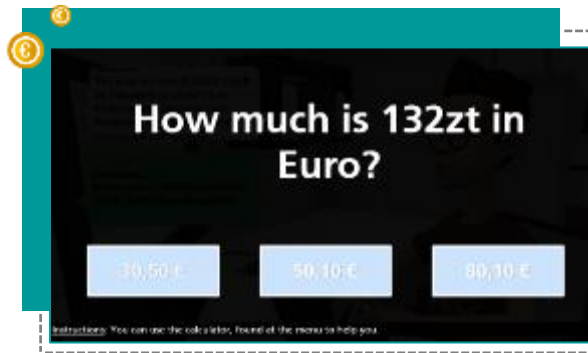 How much is 132zt in
Euro?
30,50 € 50,10 € 80,10 €
Instructions: You can use the calculator, found at the menu to help you